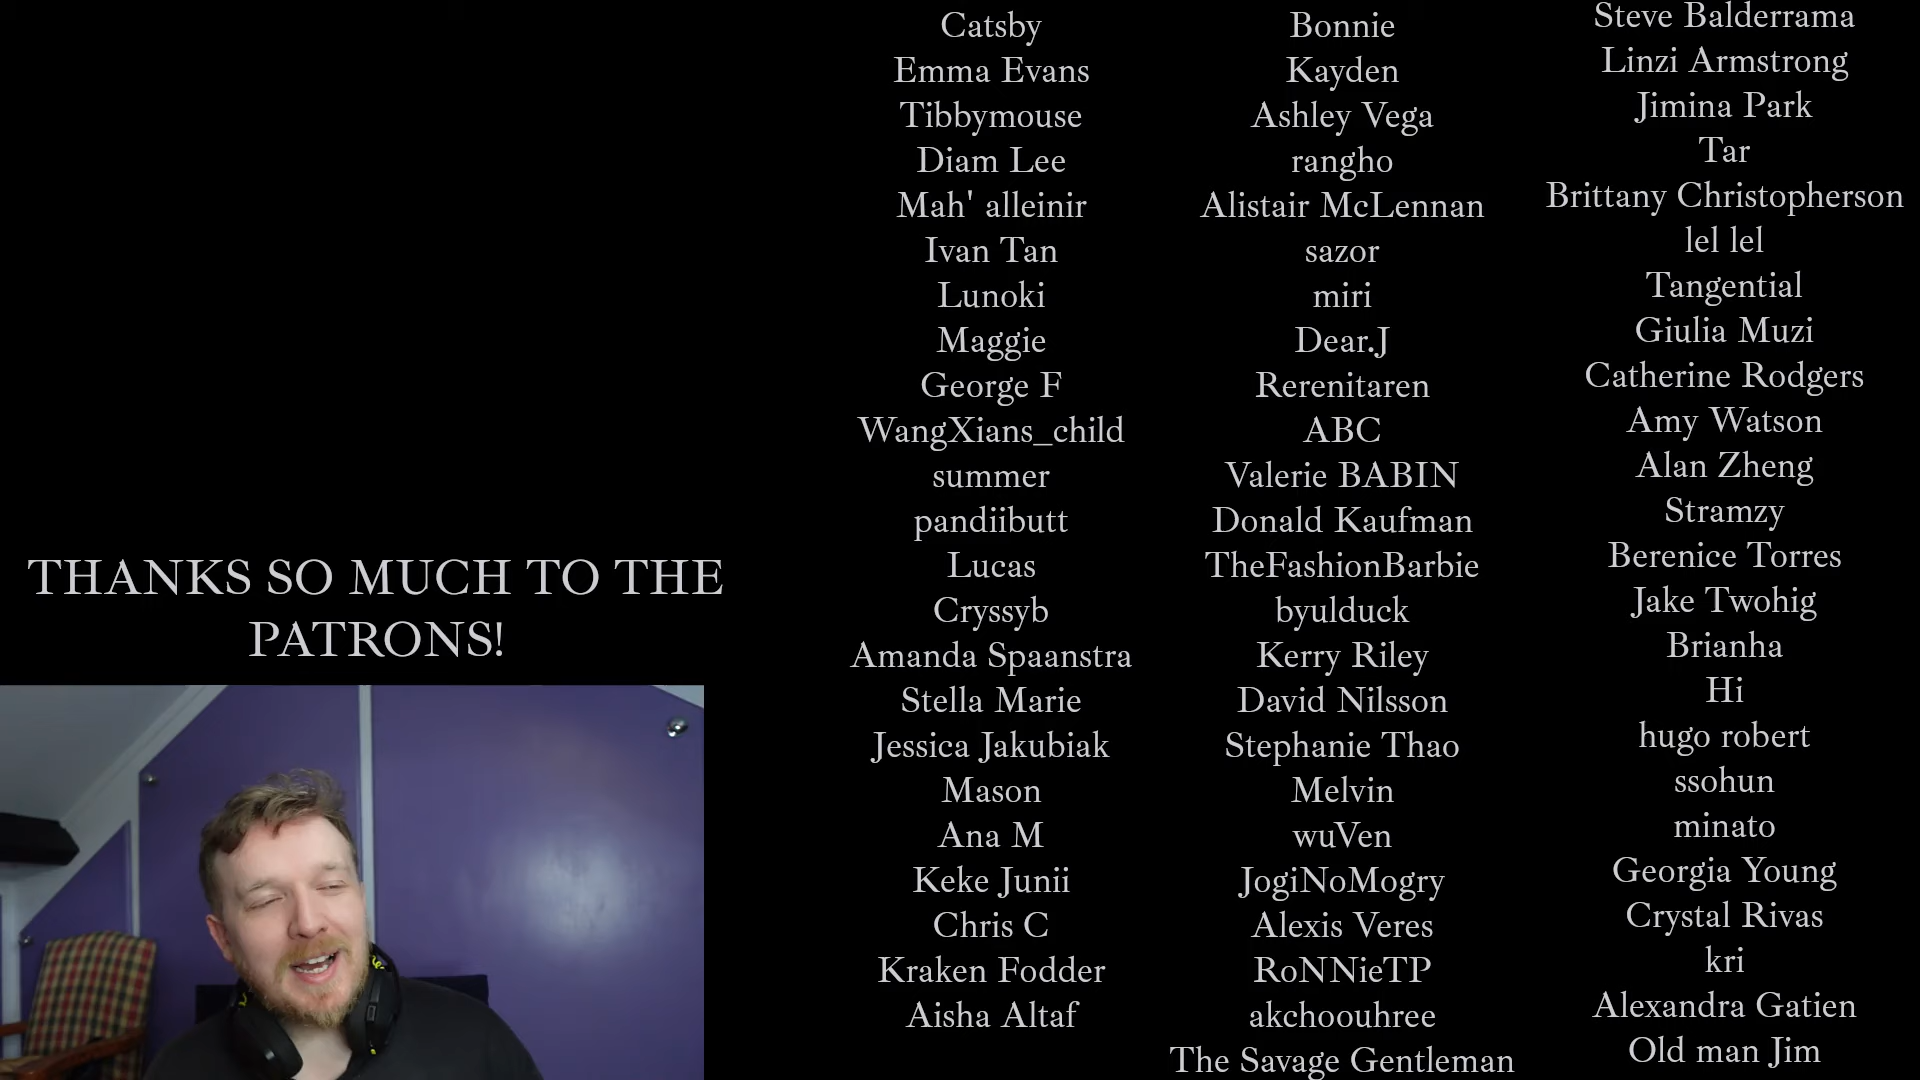 THANKS SO MUCH TO THE
PATRONS!
Catsby
Emma Evans
Tibbymouse
Diam Lee
Mah' alleinir
Ivan Tan
Lunoki
Maggie
George F
WangXians_child
summer
pandiibutt
Lucas
Cryssyb
Amanda Spaanstra
Stella Marie
Jessica Jakubiak
Mason
Ana M
Keke Junii
Chris C
Kraken Fodder
Aisha Altaf
Bonnie
Kayden
Ashley Vega
rangho
Alistair McLennan
sazor
miri
Dear.J
Rerenitaren
ABC
Valerie BABIN
Donald Kaufman
TheFashionBarbie
byulduck
Kerry Riley
David Nilsson
Stephanie Thao
Melvin
wuVen
JogiNoMogry
Alexis Veres
RoNNieTP
akchoouhree
The Savage Gentleman
Steve Balderrama
Linzi Armstrong
Jimina Park
Tar
Brittany Christopherson
lel lel
Tangential
Giulia Muzi
Catherine Rodgers
Amy Watson
Alan Zheng
Stramzy
Berenice Torres
Jake Twohig
Brianha
Hi
hugo robert
ssohun
minato
Georgia Young
Crystal Rivas
kri
Alexandra Gatien
Old man Jim